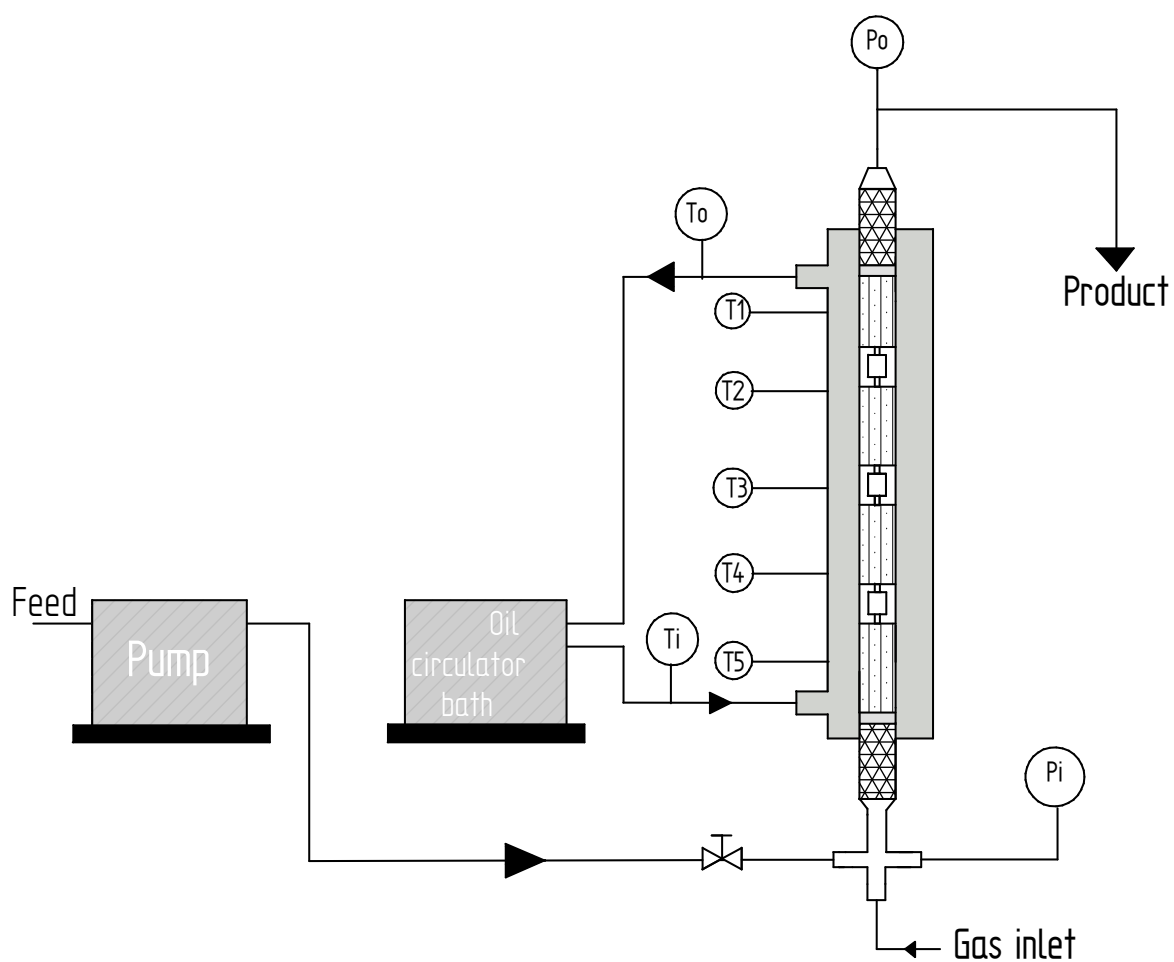 Po
To
Product
T1
T2
T3
T4
Feed
Oil
circulator
bath
Pump
Ti
T5
Pi
Gas inlet